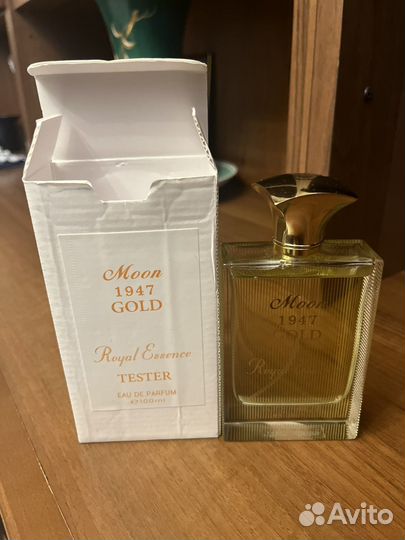 Moon
1947
GOLD
Royal Essence
TESTER
EAU DE PARFUM
Moon
1947
GOLD
Royal
Avito